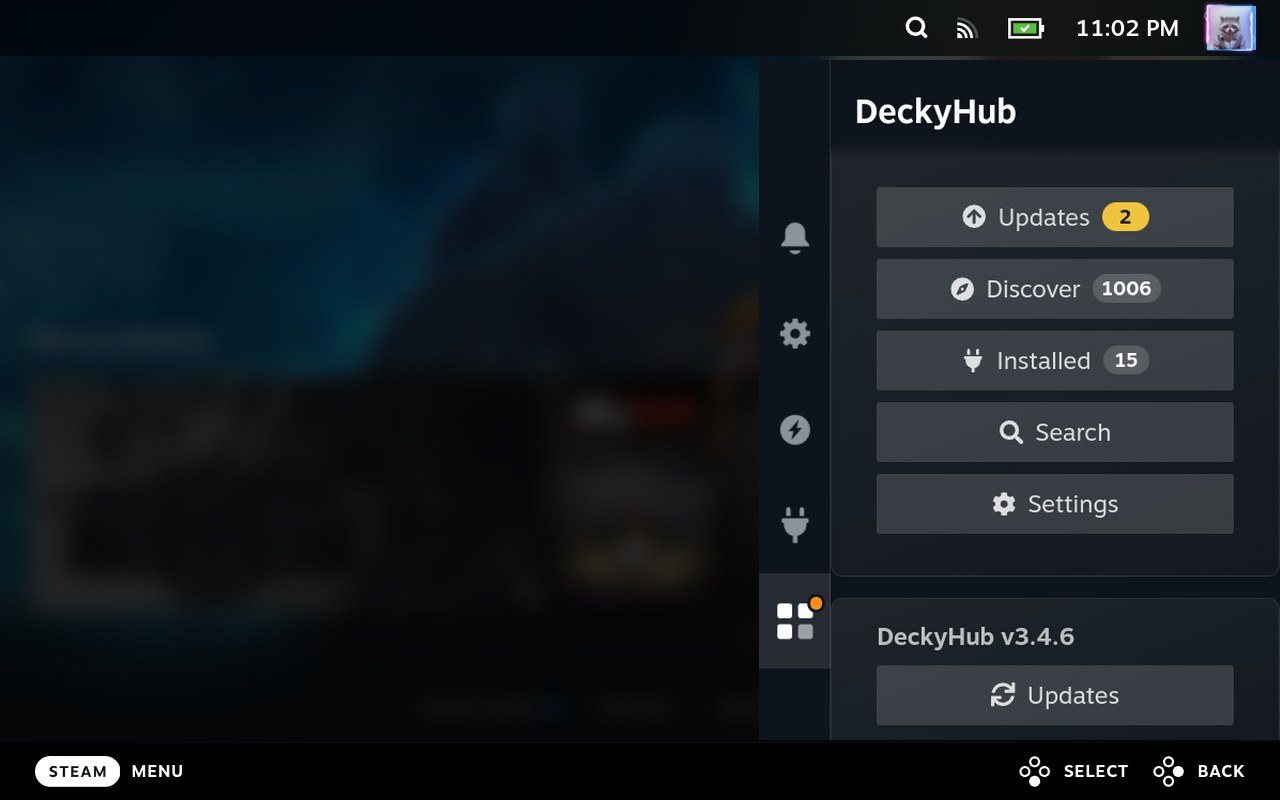 11:02 PM
DeckyHub
Updates 2
Discover 1006
Installed 15
Search
Settings
DeckyHub v3.4.6
Updates
STEAM MENU
SELECT BACK